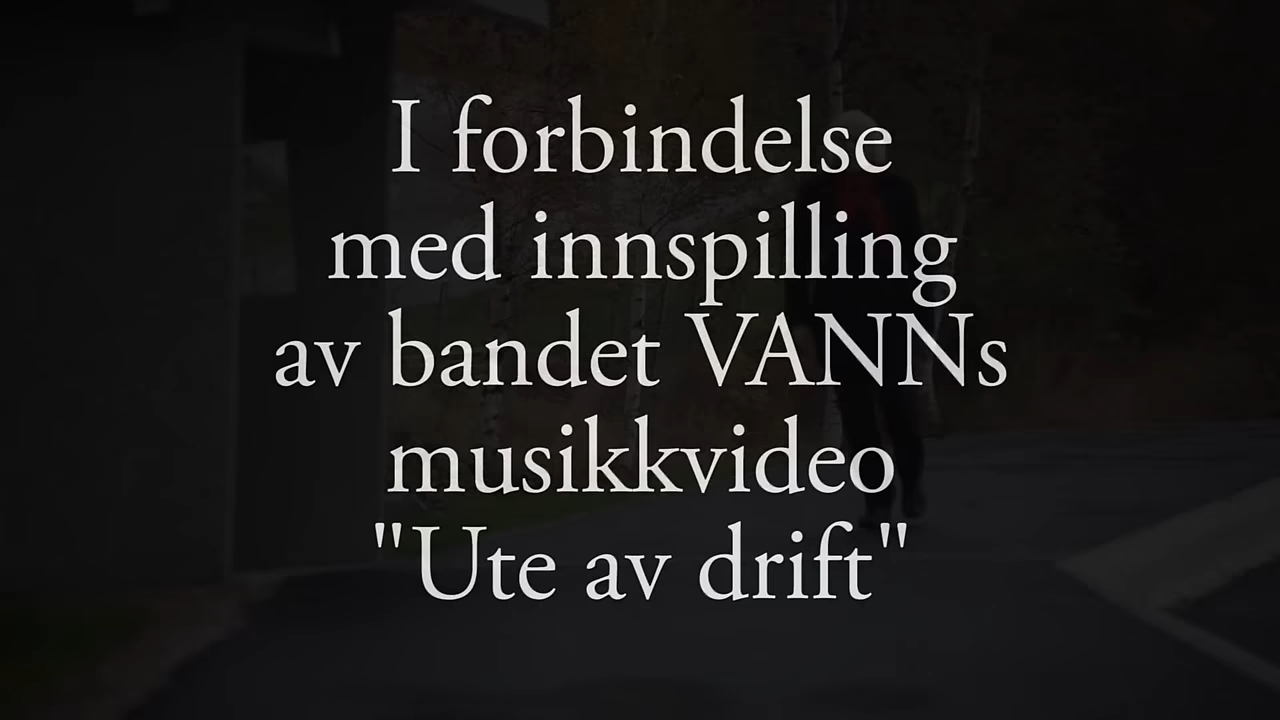 I forbindelse
med innspilling
av bandet VANNs
musikkvideo
"Ute av drift"